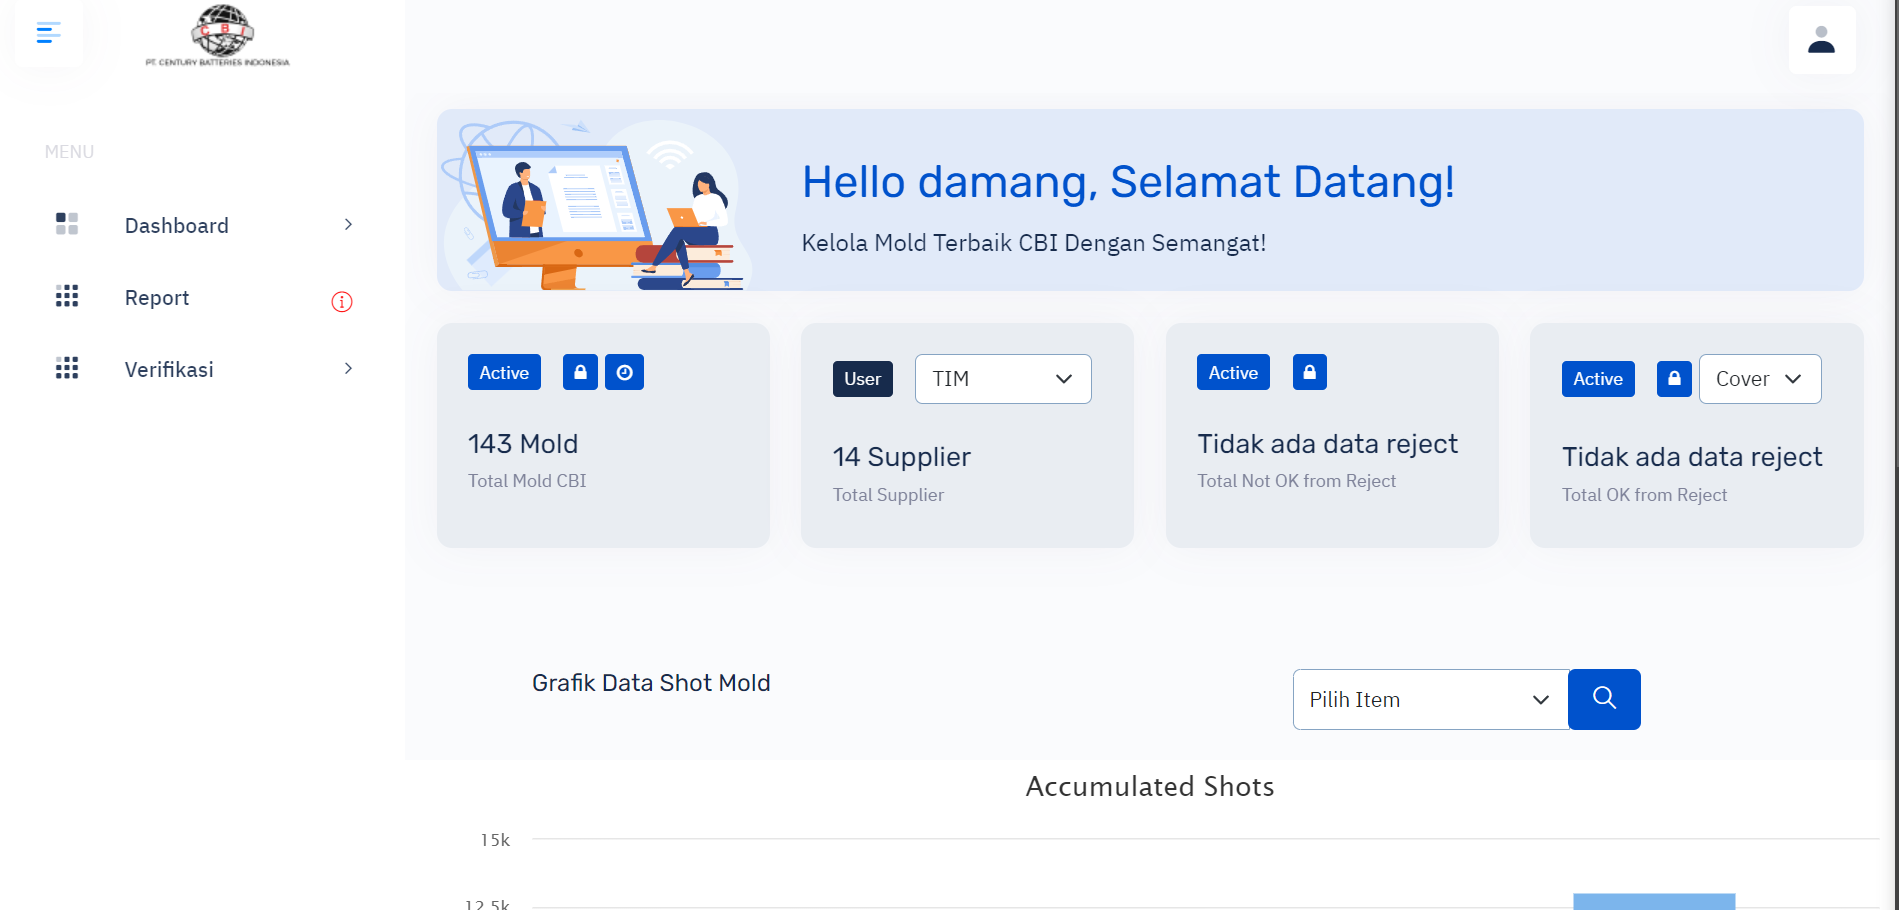 CBI
PT. CENTURY BATTERIES INDONESIA
MENU
Dashboard
Report
Verifikasi
Hello damang, Selamat Datang!
Kelola Mold Terbaik CBI Dengan Semangat!
Active
143 Mold
Total Mold CBI
User
TIM
14 Supplier
Total Supplier
Active
Tidak ada data reject
Total Not OK from Reject
Active
Cover
Tidak ada data reject
Total OK from Reject
Grafik Data Shot Mold
Pilih Item
Accumulated Shots
15k
12.5k